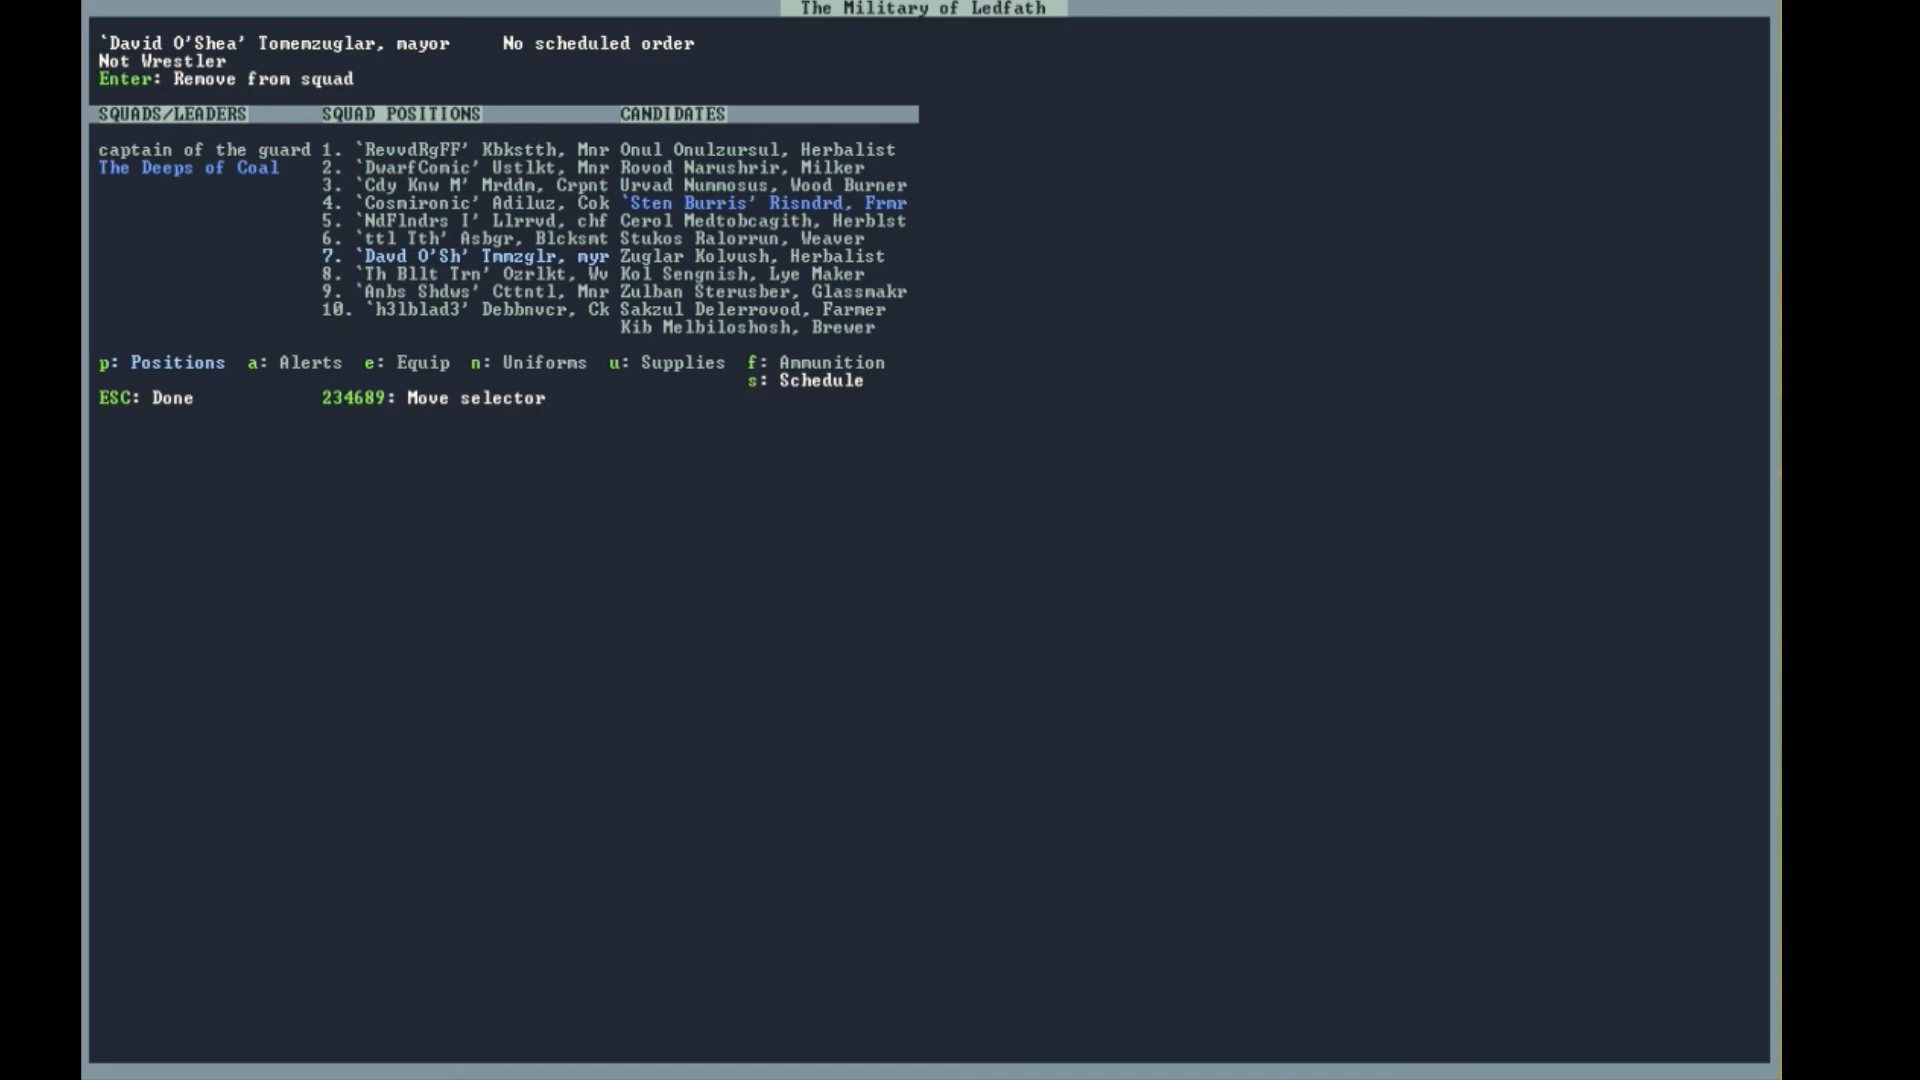 The Military of Ledfath
`David O'Shea' Tomemzuglar, mayor No scheduled order
Not Wrestler
Enter: Remove from squad
SQUADS/LEADERS SQUAD POSITIONS CANDIDATES
captain of the guard 1. `RevvdRgFF' Kbkstth, Mnr Onul Onulzursul, Herbalist
The Deeps of Coal 2. `DwarfComic' Ustlkt, Mnr Rovod Narushrir, Milker
3. `Cdy Knw M' Mrddm, Crpnt Urvad Nummosus, Wood Burner
4. `Cosmironic' Adiluz, Cok `Sten Burris' Risndrd, Frmr
5. `NdFlndrs I' Llrrvd, chf Cerol Medtobcagith, Herblst
6. `ttl Tth' Asbgr, Blcksmt Stukos Ralorrun, Weaver
7. `Davd O'Sh' Tmmzglr, myr Zuglar Kolvush, Herbalist
8. `Th Bllt Trn' Ozrlkt, Wv Kol Sengnish, Lye Maker
9. `Anbs Shdws' Cttntl, Mnr Zulban Sterusber, Glassmakr
10. `h3lblad3' Debbnvcr, Ck Sakzul Delerrovod, Farmer
Kib Melbiloshosh, Brewer
p: Positions a: Alerts e: Equip n: Uniforms u: Supplies f: Ammunition
s: Schedule
ESC: Done 234689: Move selector